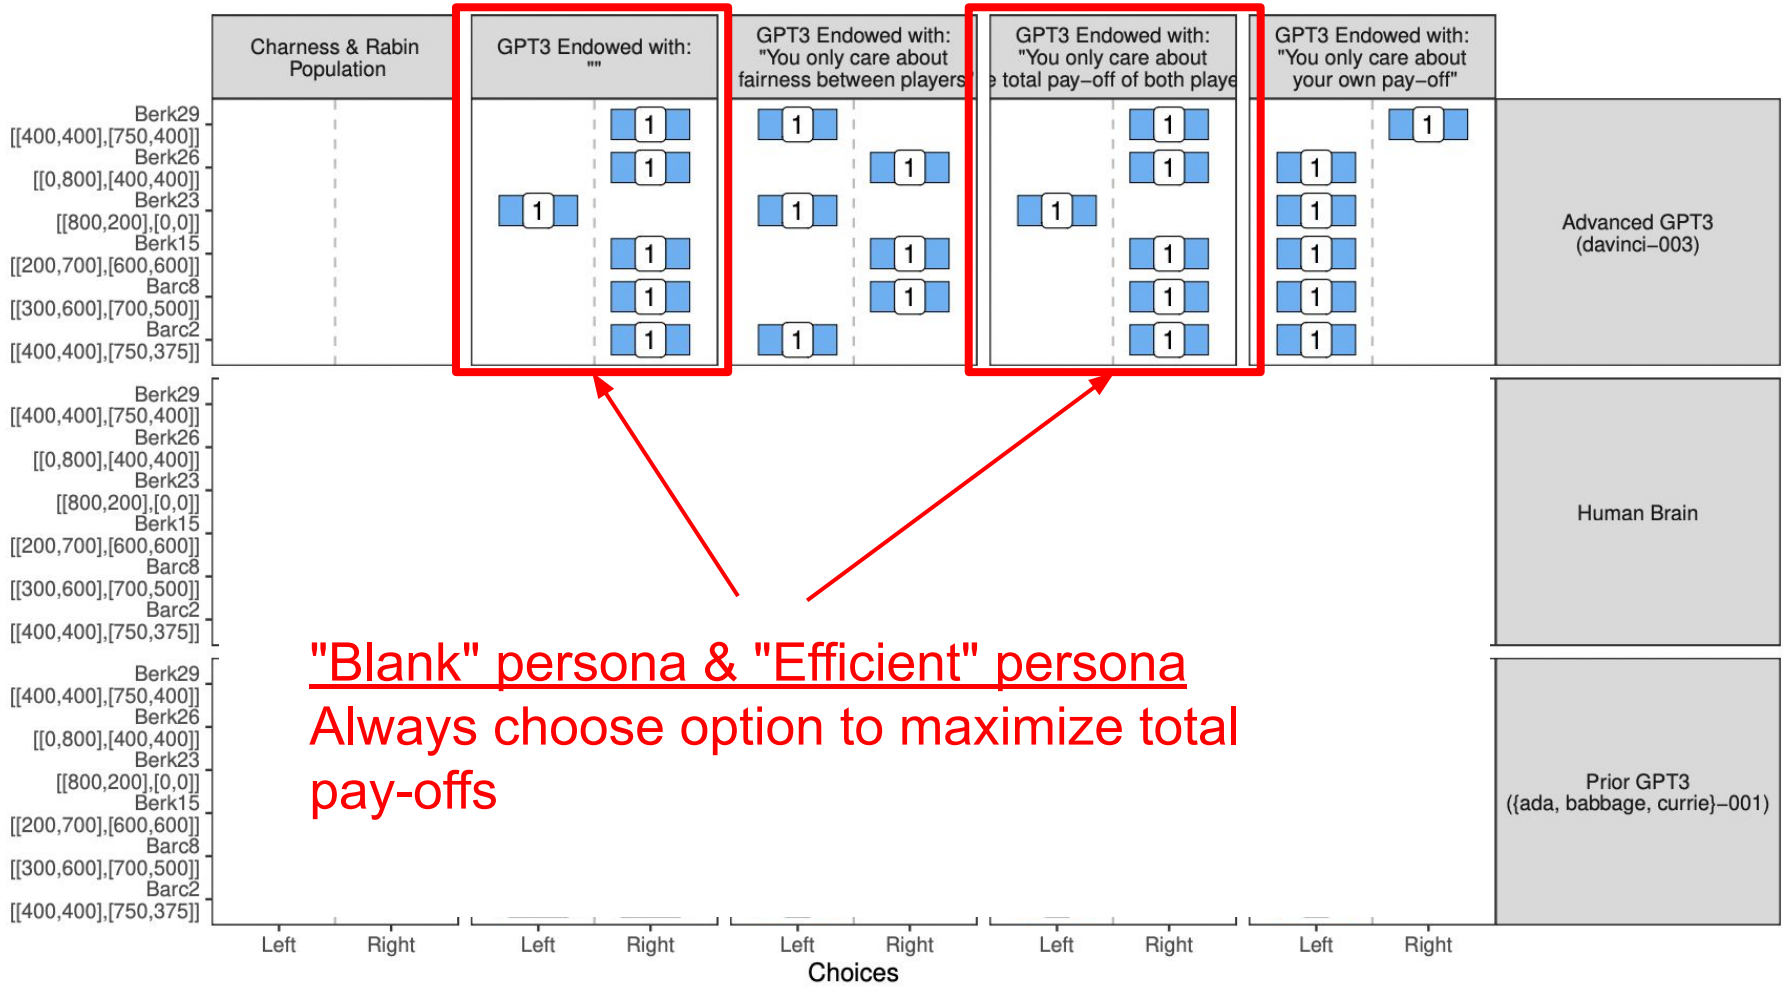 Charness & Rabin
Population
GPT3 Endowed with:
""
GPT3 Endowed with:
"You only care about
fairness between players"
GPT3 Endowed with:
"You only care about
e total pay−off of both playe
GPT3 Endowed with:
"You only care about
your own pay−off"
Berk29
[[400,400],[750,400]]
Berk26
[[0,800],[400,400]]
Berk23
[[800,200],[0,0]]
Berk15
[[200,700],[600,600]]
Barc8
[[300,600],[700,500]]
Barc2
[[400,400],[750,375]]
1 1 1 1
1 1 1 1
1 1 1 1
1 1 1 1
1 1 1 1
1 1 1 1
Advanced GPT3
(davinci−003)
Berk29
[[400,400],[750,400]]
Berk26
[[0,800],[400,400]]
Berk23
[[800,200],[0,0]]
Berk15
[[200,700],[600,600]]
Barc8
[[300,600],[700,500]]
Barc2
[[400,400],[750,375]]
Human Brain
"Blank" persona & "Efficient" persona
Always choose option to maximize total
pay-offs
Berk29
[[400,400],[750,400]]
Berk26
[[0,800],[400,400]]
Berk23
[[800,200],[0,0]]
Berk15
[[200,700],[600,600]]
Barc8
[[300,600],[700,500]]
Barc2
[[400,400],[750,375]]
Prior GPT3
({ada, babbage, currie}−001)
Left Right Left Right Left Right Left Right Left Right
Choices